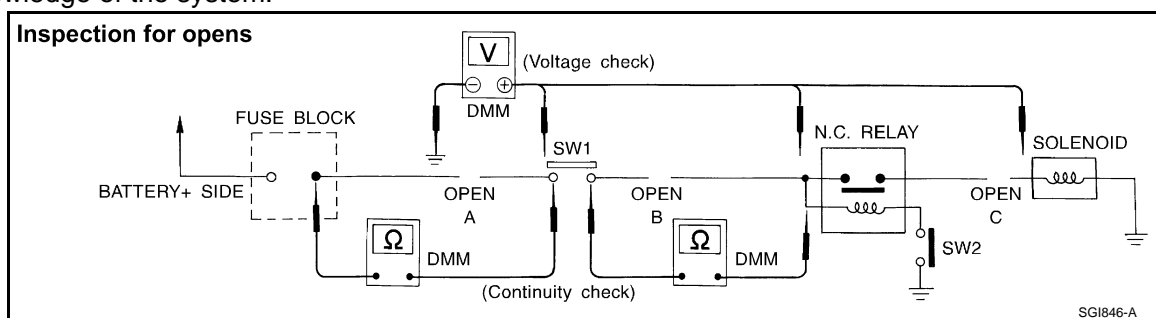 knowledge of the system.
Inspection for opens
V
(Voltage check)
DMM
FUSE BLOCK
SW1
N.C. RELAY
SOLENOID
BATTERY+ SIDE
OPEN
A
OPEN
B
OPEN
C
Ω
DMM
Ω
DMM
SW2
(Continuity check)
SGI846-A